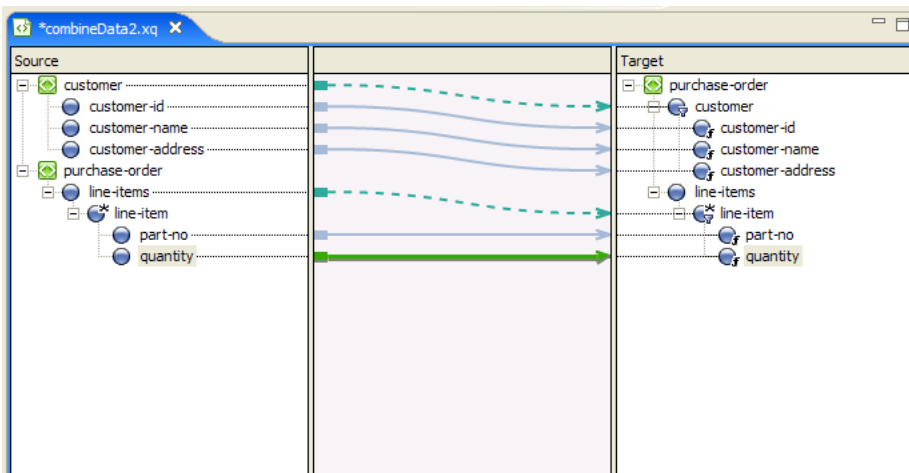 *combineData2.xq
Source
Target
customer
customer-id
customer-name
customer-address
purchase-order
line-items
line-item
part-no
quantity
purchase-order
customer
customer-id
customer-name
customer-address
line-items
line-item
part-no
quantity